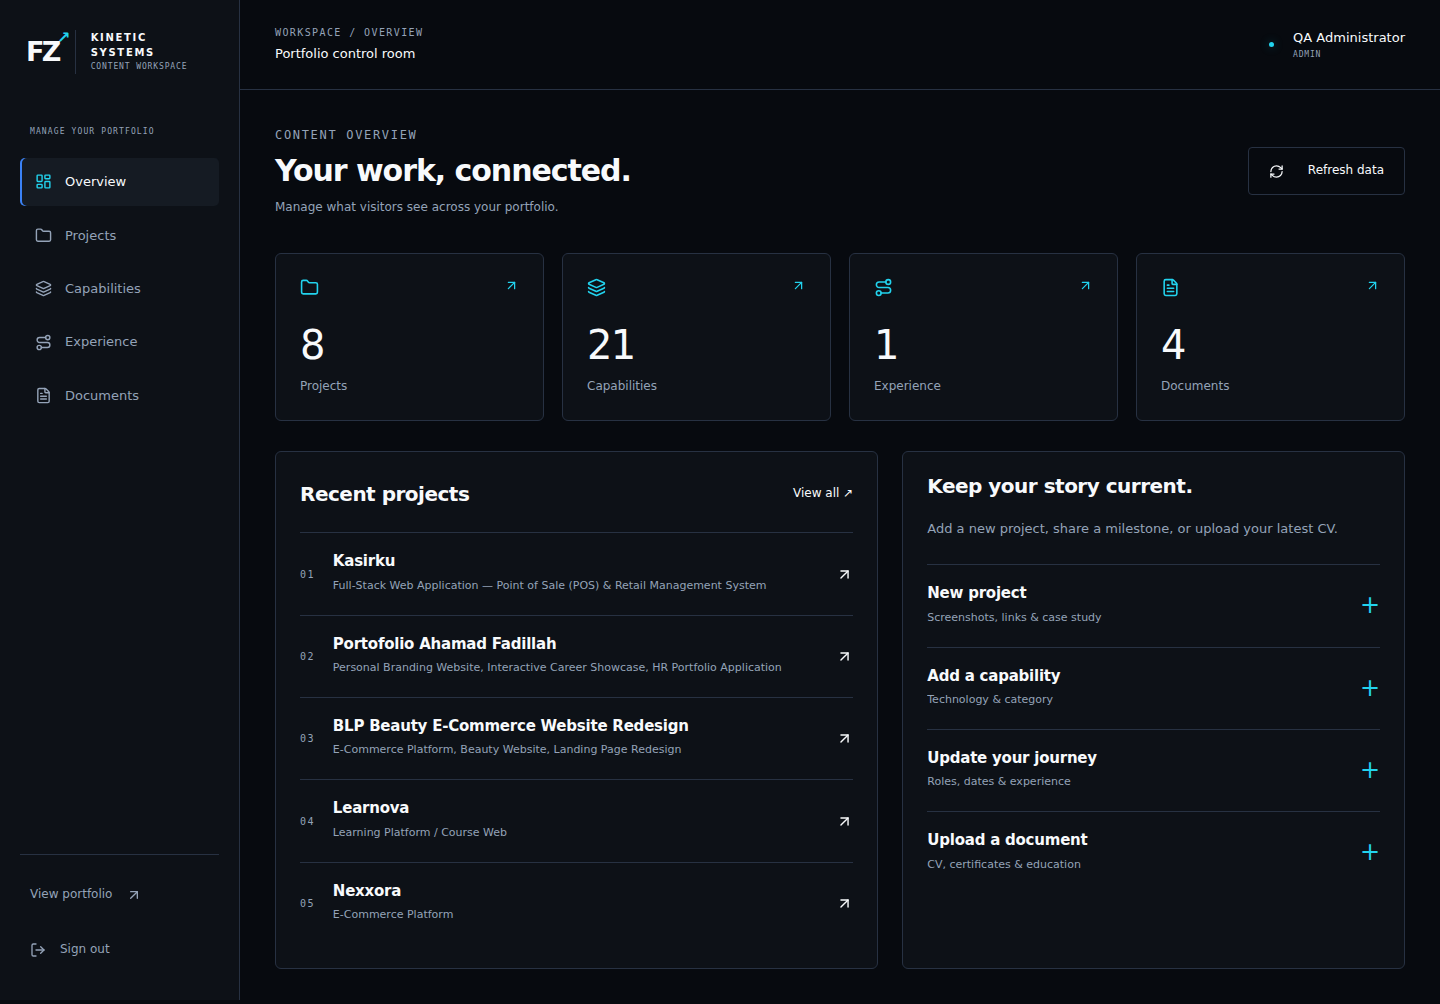 FZ↗
KINETIC
SYSTEMS
CONTENT WORKSPACE
MANAGE YOUR PORTFOLIO
Overview
Projects
Capabilities
Experience
Documents
View portfolio
Sign out
WORKSPACE / OVERVIEW
Portfolio control room
QA Administrator
ADMIN
CONTENT OVERVIEW
Your work, connected.
Manage what visitors see across your portfolio.
Refresh data
8
Projects
21
Capabilities
1
Experience
4
Documents
Recent projects
View all ↗
01
Kasirku
Full-Stack Web Application — Point of Sale (POS) & Retail Management System
02
Portofolio Ahamad Fadillah
Personal Branding Website, Interactive Career Showcase, HR Portfolio Application
03
BLP Beauty E-Commerce Website Redesign
E-Commerce Platform, Beauty Website, Landing Page Redesign
04
Learnova
Learning Platform / Course Web
05
Nexxora
E-Commerce Platform
Keep your story current.
Add a new project, share a milestone, or upload your latest CV.
New project
Screenshots, links & case study
+
Add a capability
Technology & category
+
Update your journey
Roles, dates & experience
+
Upload a document
CV, certificates & education
+